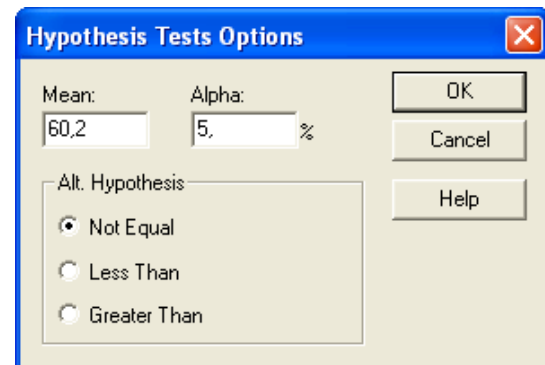 Hypothesis Tests Options
Mean: Alpha: OK
60,2 5, % Cancel
Alt. Hypothesis Help
Not Equal
Less Than
Greater Than